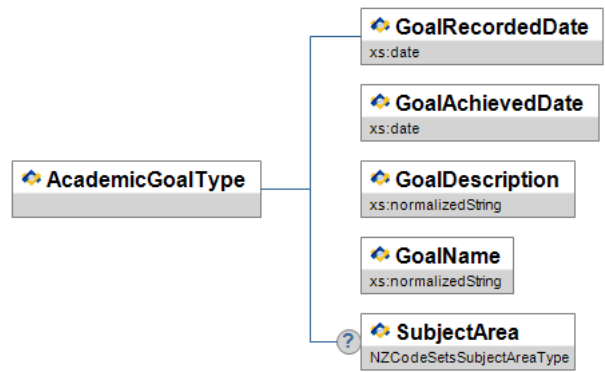 GoalRecordedDate
xs:date
GoalAchievedDate
xs:date
AcademicGoalType
GoalDescription
xs:normalizedString
GoalName
xs:normalizedString
?
SubjectArea
NZCodeSetsSubjectAreaType